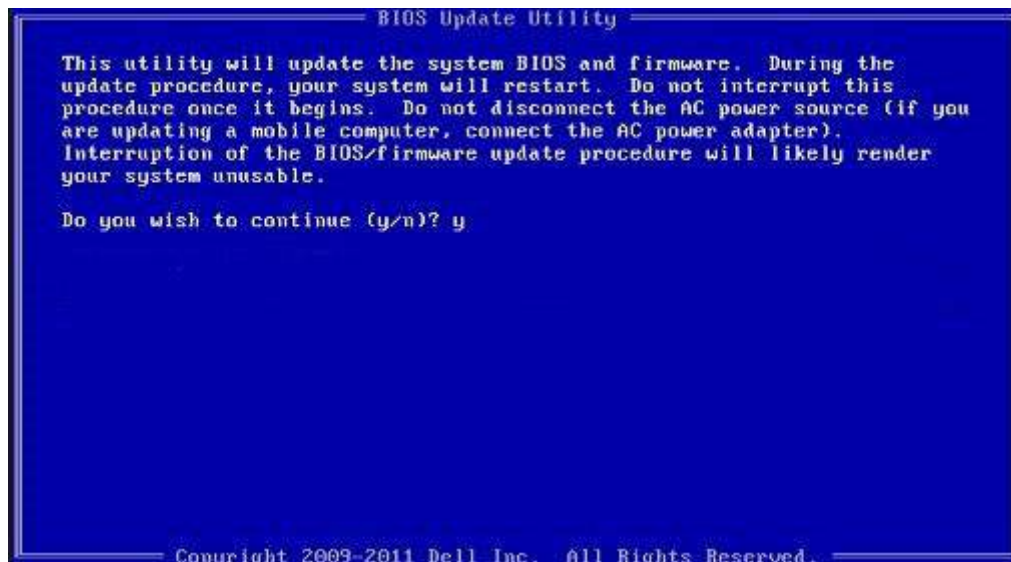 BIOS Update Utility
This utility will update the system BIOS and firmware. During the
update procedure, your system will restart. Do not interrupt this
procedure once it begins. Do not disconnect the AC power source (if you
are updating a mobile computer, connect the AC power adapter).
Interruption of the BIOS/firmware update procedure will likely render
your system unusable.
Do you wish to continue (y/n)? y
Copyright 2009-2011 Dell Inc. All Rights Reserved.